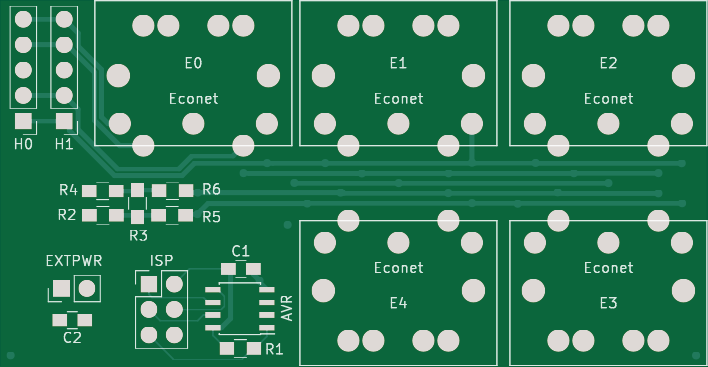 E0
E1
E2
Econet
Econet
Econet
H0
H1
R4
R6
R2
R5
R3
EXTPWR
ISP
C1
Econet
Econet
E4
E3
AVR
C2
R1